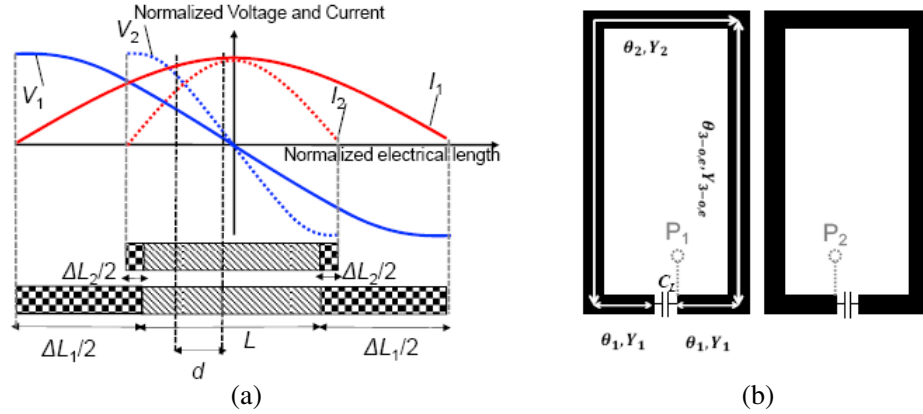 Normalized Voltage and Current
V₂
V₁
I₂
I₁
Normalized electrical length
ΔL₂/2
ΔL₂/2
ΔL₁/2
L
ΔL₁/2
d
(a)
θ₂, Y₂
θ₃₋ₒ,ₑ, Y₃₋ₒ,ₑ
P₁
P₂
C_L
θ₁, Y₁
θ₁, Y₁
(b)